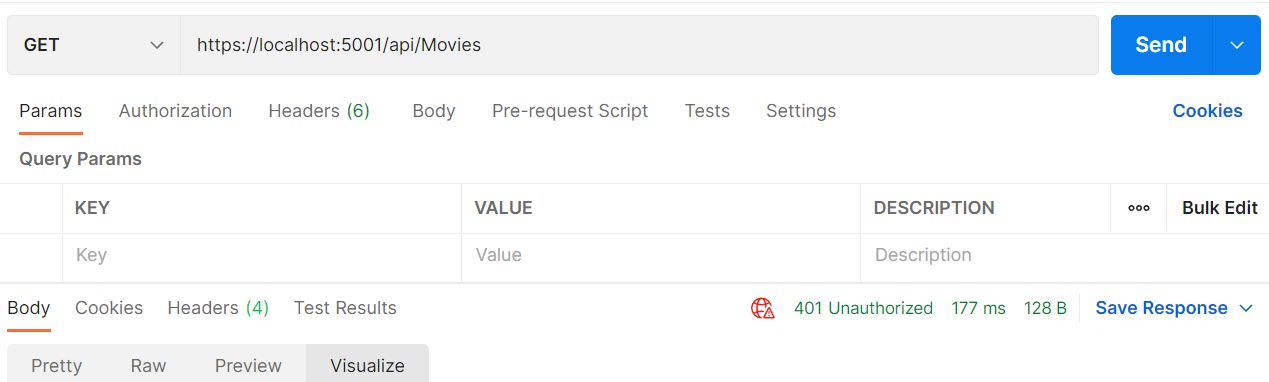 GET https://localhost:5001/api/Movies Send
Params Authorization Headers (6) Body Pre-request Script Tests Settings Cookies
Query Params
KEY VALUE DESCRIPTION ooo Bulk Edit
Key Value Description
Body Cookies Headers (4) Test Results 401 Unauthorized 177 ms 128 B Save Response
Pretty Raw Preview Visualize